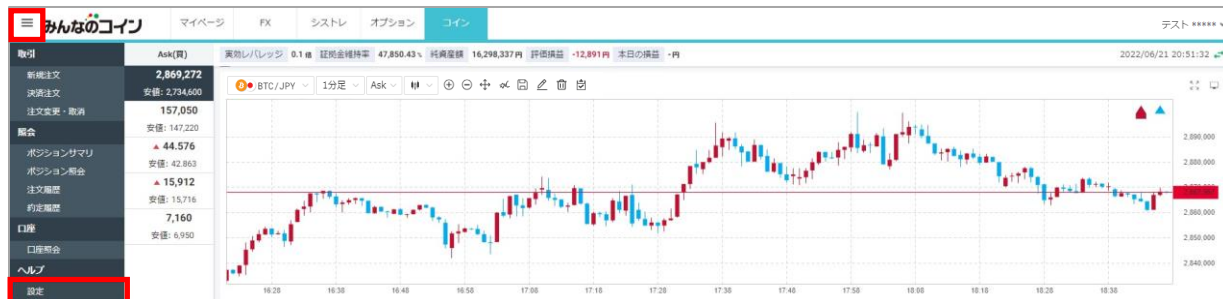 みんなのコイン マイページ FX シストレ オプション コイン テスト *****
取引 Ask(買) 実効レバレッジ 0.1 倍 証拠金維持率 47,850.43% 純資産額 16,298,337円 評価損益 -12,891円 本日の損益 -円 2022/06/21 20:51:32
新規注文 2,869,272
決済注文 安値: 2,734,600 BTC/JPY 1分足 Ask
注文変更・取消 157,050
照会 安値: 147,220
ポジションサマリ ▲ 44.576
ポジション照会 安値: 42.863
注文履歴 ▲ 15,912
約定履歴 安値: 15,716
口座 7,160
口座照会 安値: 6,950
ヘルプ
設定
2,890,000
2,880,000
2,860,000
2,850,000
2,840,000
16:28 16:38 16:48 16:58 17:08 17:18 17:28 17:38 17:48 17:58 18:08 18:18 18:28 18:38